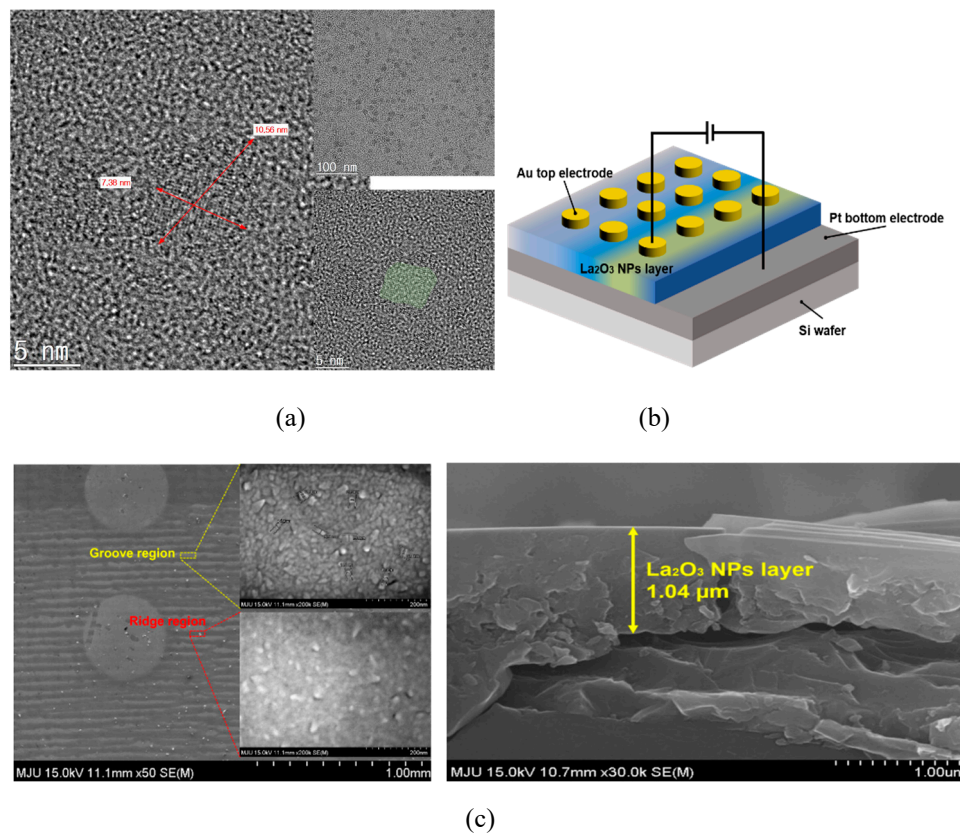 10,56 nm
7,38 nm
5 nm
100 nm
5 nm
Au top electrode
Pt bottom electrode
La₂O₃ NPs layer
Si wafer
(a)
(b)
Groove region
Ridge region
MJU 15.0kV 11.1mm x200k SE(M)
200nm
MJU 15.0kV 11.1mm x200k SE(M)
200nm
MJU 15.0kV 11.1mm x50 SE(M)
1.00mm
La₂O₃ NPs layer
1.04 μm
MJU 15.0kV 10.7mm x30.0k SE(M)
1.00um
(c)